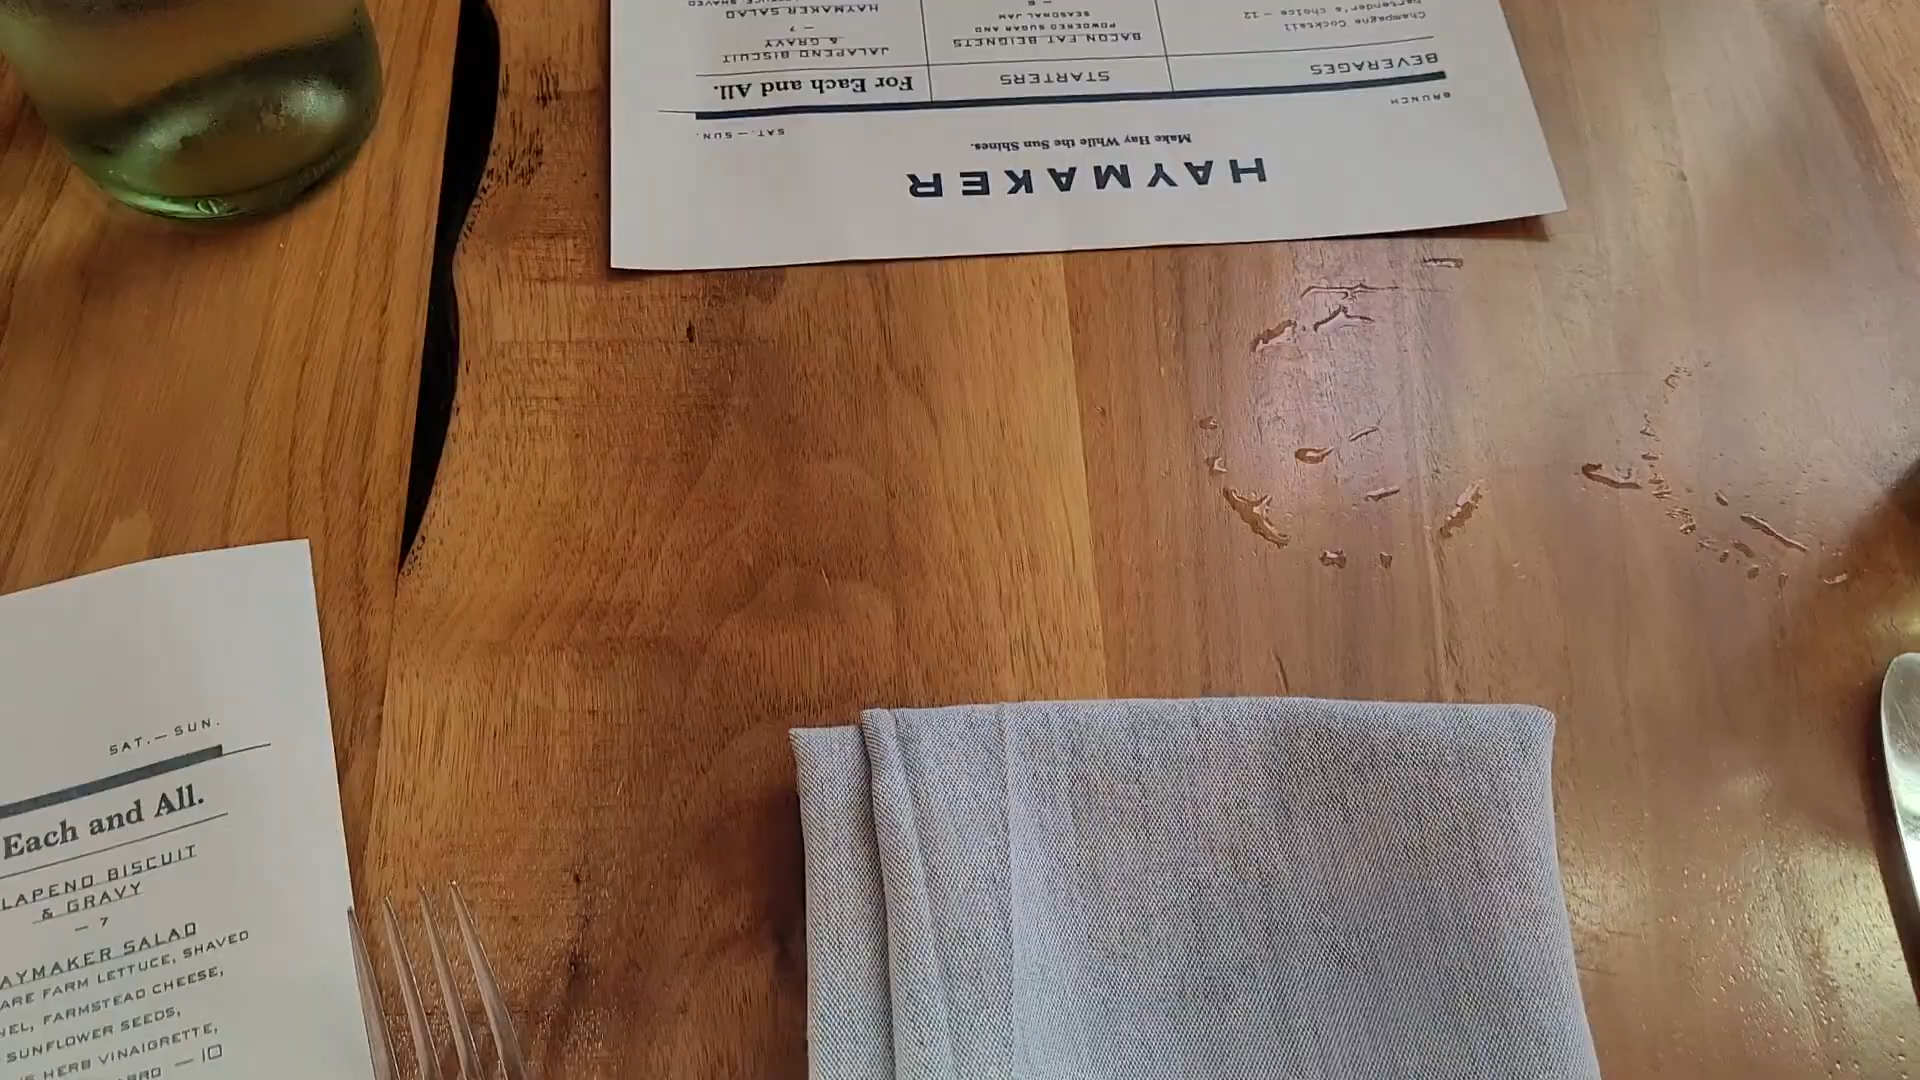 HAYMAKER
Make Hay While the Sun Shines.
BRUNCH
SAT.—SUN.
BEVERAGES
STARTERS
For Each and All.
Champagne Cocktail
bartender's choice — 12
BACON FAT BEIGNETS
POWDERED SUGAR AND
SEASONAL JAM
JALAPENO BISCUIT
& GRAVY
— 7
HAYMAKER SALAD
SHAVED
SAT.—SUN.
Each and All.
LAPENO BISCUIT
& GRAVY
— 7
AYMAKER SALAD
ARE FARM LETTUCE, SHAVED
NEL, FARMSTEAD CHEESE,
SUNFLOWER SEEDS,
HERB VINAIGRETTE,
— 10